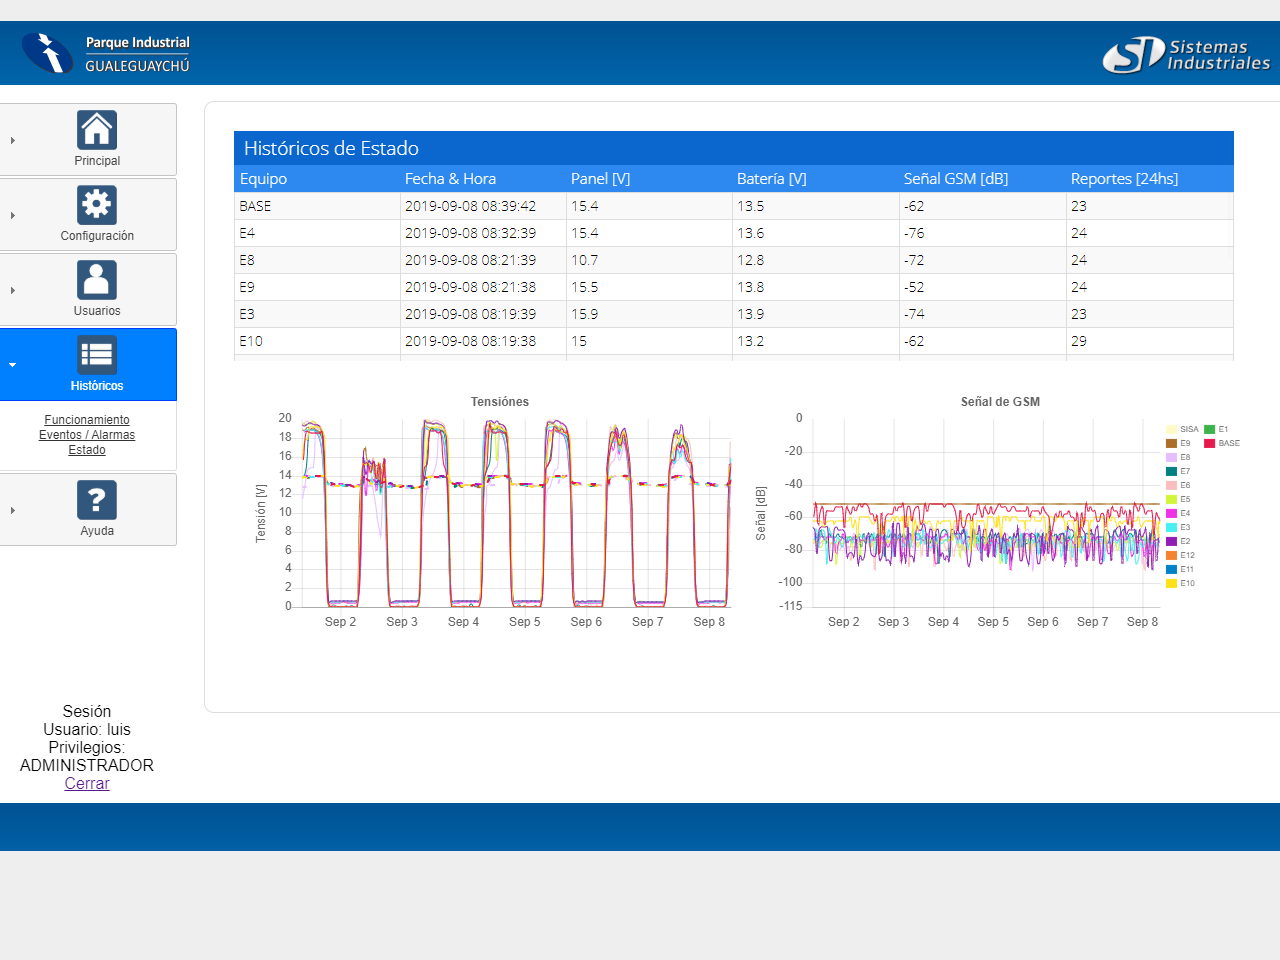 Parque Industrial
GUALEGUAYCHÚ
Sistemas
Industriales
Principal
Configuración
Usuarios
Históricos
Funcionamiento
Eventos / Alarmas
Estado
Ayuda
Sesión
Usuario: luis
Privilegios:
ADMINISTRADOR
Cerrar
Históricos de Estado
Equipo Fecha & Hora Panel [V] Batería [V] Señal GSM [dB] Reportes [24hs]
BASE 2019-09-08 08:39:42 15.4 13.5 -62 23
E4 2019-09-08 08:32:39 15.4 13.6 -76 24
E8 2019-09-08 08:21:39 10.7 12.8 -72 24
E9 2019-09-08 08:21:38 15.5 13.8 -52 24
E3 2019-09-08 08:19:39 15.9 13.9 -74 23
E10 2019-09-08 08:19:38 15 13.2 -62 29
Tensiónes
Tensión [V]
20
18
16
14
12
10
8
6
4
2
0
Sep 2 Sep 3 Sep 4 Sep 5 Sep 6 Sep 7 Sep 8
Señal de GSM
Señal [dB]
0
-20
-40
-60
-80
-100
-115
Sep 2 Sep 3 Sep 4 Sep 5 Sep 6 Sep 7 Sep 8
SISA E1
E9 BASE
E8
E7
E6
E5
E4
E3
E2
E12
E11
E10